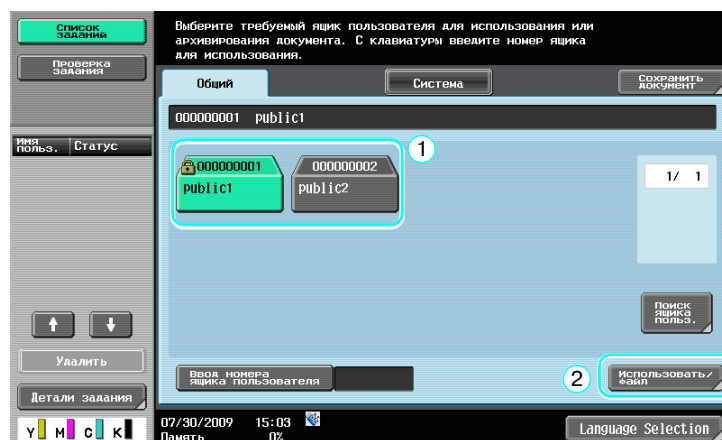 Список
заданий
Проверка
задания
Выберите требуемый ящик пользователя для использования или
архивирования документа. С клавиатуры введите номер ящика
для использования.
Общий
Система
Сохранить
документ
000000001 public1
Имя
польз.
Статус
1
000000001
public1
000000002
public2
1/ 1
Поиск
ящика
польз.
Удалить
Детали задания
Ввод номера
ящика пользователя
2
Использовать/
файл
Y M C K
07/30/2009 15:03
Память 0%
Language Selection